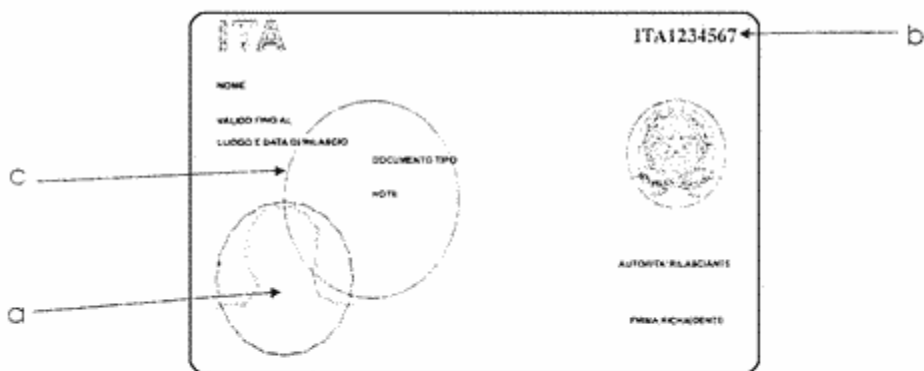 ITA
ITA1234567
b
NOME
VALIDO FINO AL
LUOGO E DATA DI RILASCIO
DOCUMENTO TIPO
c
NOTE
AUTORITA' RILASCIANTE
a
FIRMA RICHIEDENTE